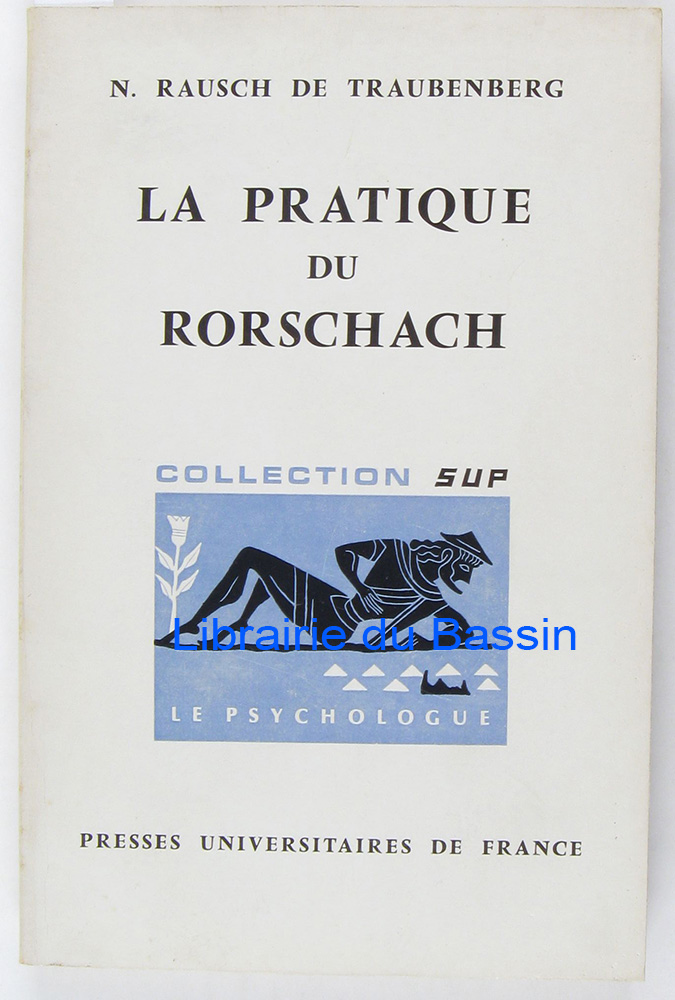 N. RAUSCH DE TRAUBENBERG
LA PRATIQUE
DU
RORSCHACH
COLLECTION SUP
Librairie du Bassin
LE PSYCHOLOGUE
PRESSES UNIVERSITAIRES DE FRANCE